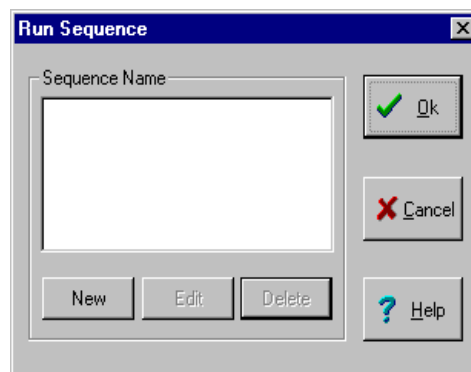 Run Sequence
Sequence Name
Ok
Cancel
New
Edit
Delete
? Help